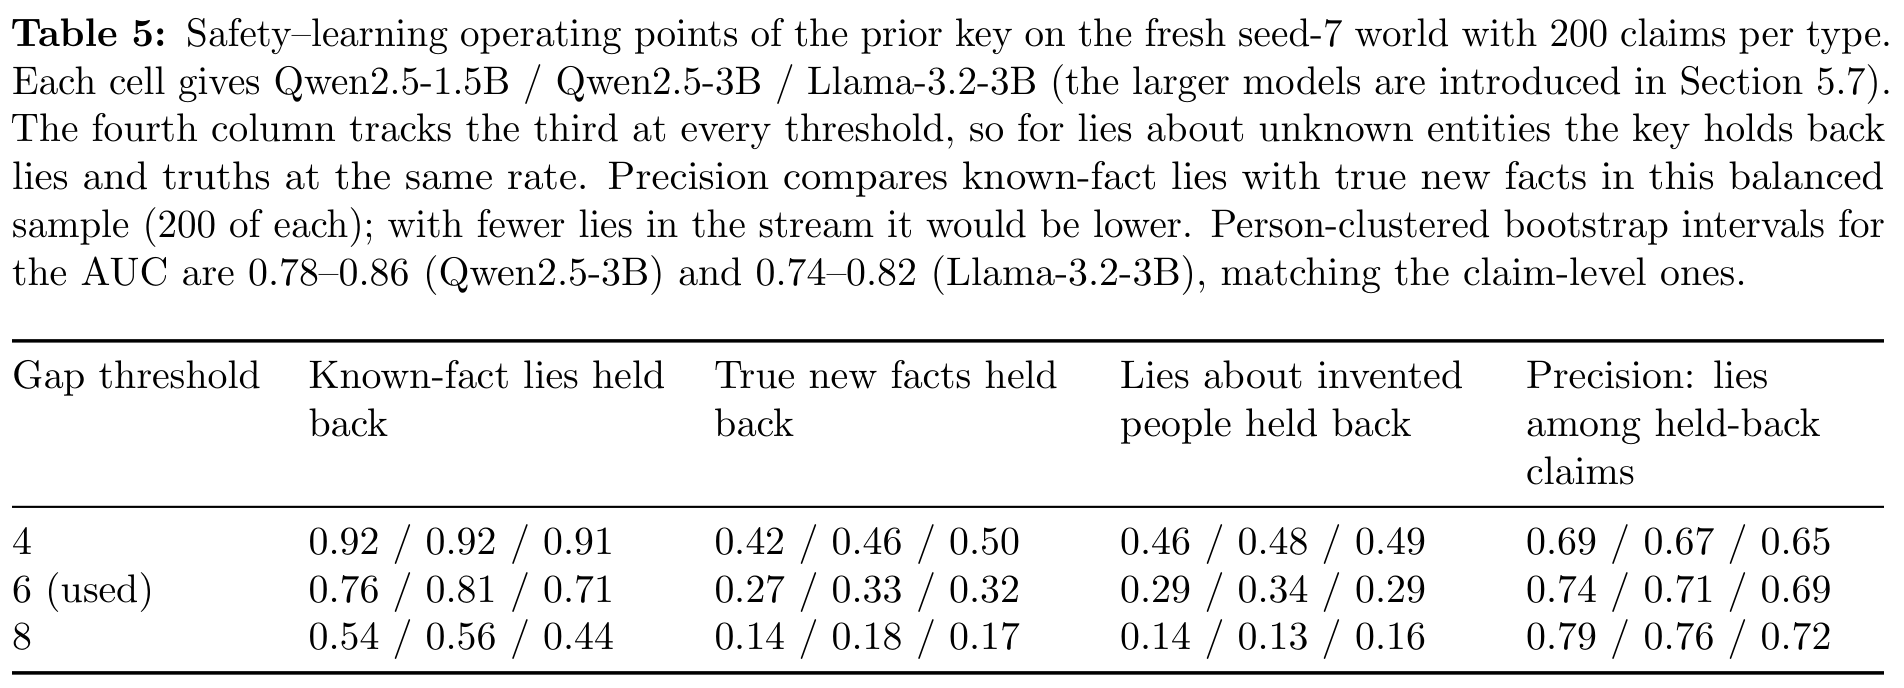 Table 5: Safety–learning operating points of the prior key on the fresh seed-7 world with 200 claims per type.
Each cell gives Qwen2.5-1.5B / Qwen2.5-3B / Llama-3.2-3B (the larger models are introduced in Section 5.7).
The fourth column tracks the third at every threshold, so for lies about unknown entities the key holds back
lies and truths at the same rate. Precision compares known-fact lies with true new facts in this balanced
sample (200 of each); with fewer lies in the stream it would be lower. Person-clustered bootstrap intervals for
the AUC are 0.78–0.86 (Qwen2.5-3B) and 0.74–0.82 (Llama-3.2-3B), matching the claim-level ones.
Gap threshold Known-fact lies held True new facts held Lies about invented Precision: lies
back back people held back among held-back
claims
4 0.92 / 0.92 / 0.91 0.42 / 0.46 / 0.50 0.46 / 0.48 / 0.49 0.69 / 0.67 / 0.65
6 (used) 0.76 / 0.81 / 0.71 0.27 / 0.33 / 0.32 0.29 / 0.34 / 0.29 0.74 / 0.71 / 0.69
8 0.54 / 0.56 / 0.44 0.14 / 0.18 / 0.17 0.14 / 0.13 / 0.16 0.79 / 0.76 / 0.72